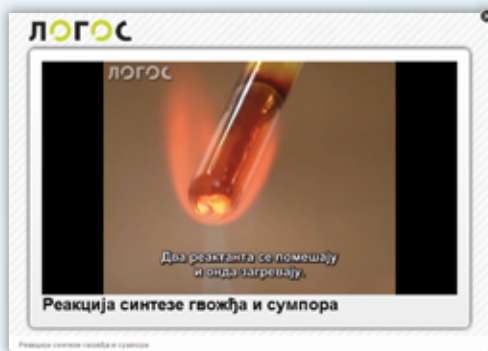 ЛОГОС
ЛОГОС
Два реактанта се помешају
и онда загревају.
Реакција синтезе гвожђа и сумпора
Реакција синтезе гвожђа и сумпора